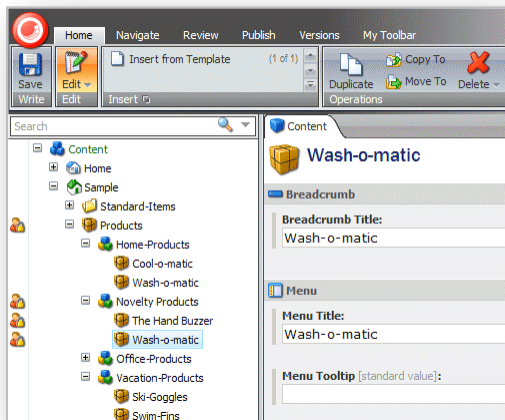 Home Navigate Review Publish Versions My Toolbar
Save
Write
Edit
Edit
Insert from Template (1 of 1)
Insert
Duplicate
Copy To
Move To
Delete
Operations
Search
Content
Home
Sample
Standard-Items
Products
Home-Products
Cool-o-matic
Wash-o-matic
Novelty Products
The Hand Buzzer
Wash-o-matic
Office-Products
Vacation-Products
Ski-Goggles
Swim-Fins
Content
Wash-o-matic
Breadcrumb
Breadcrumb Title:
Wash-o-matic
Menu
Menu Title:
Wash-o-matic
Menu Tooltip [standard value]: